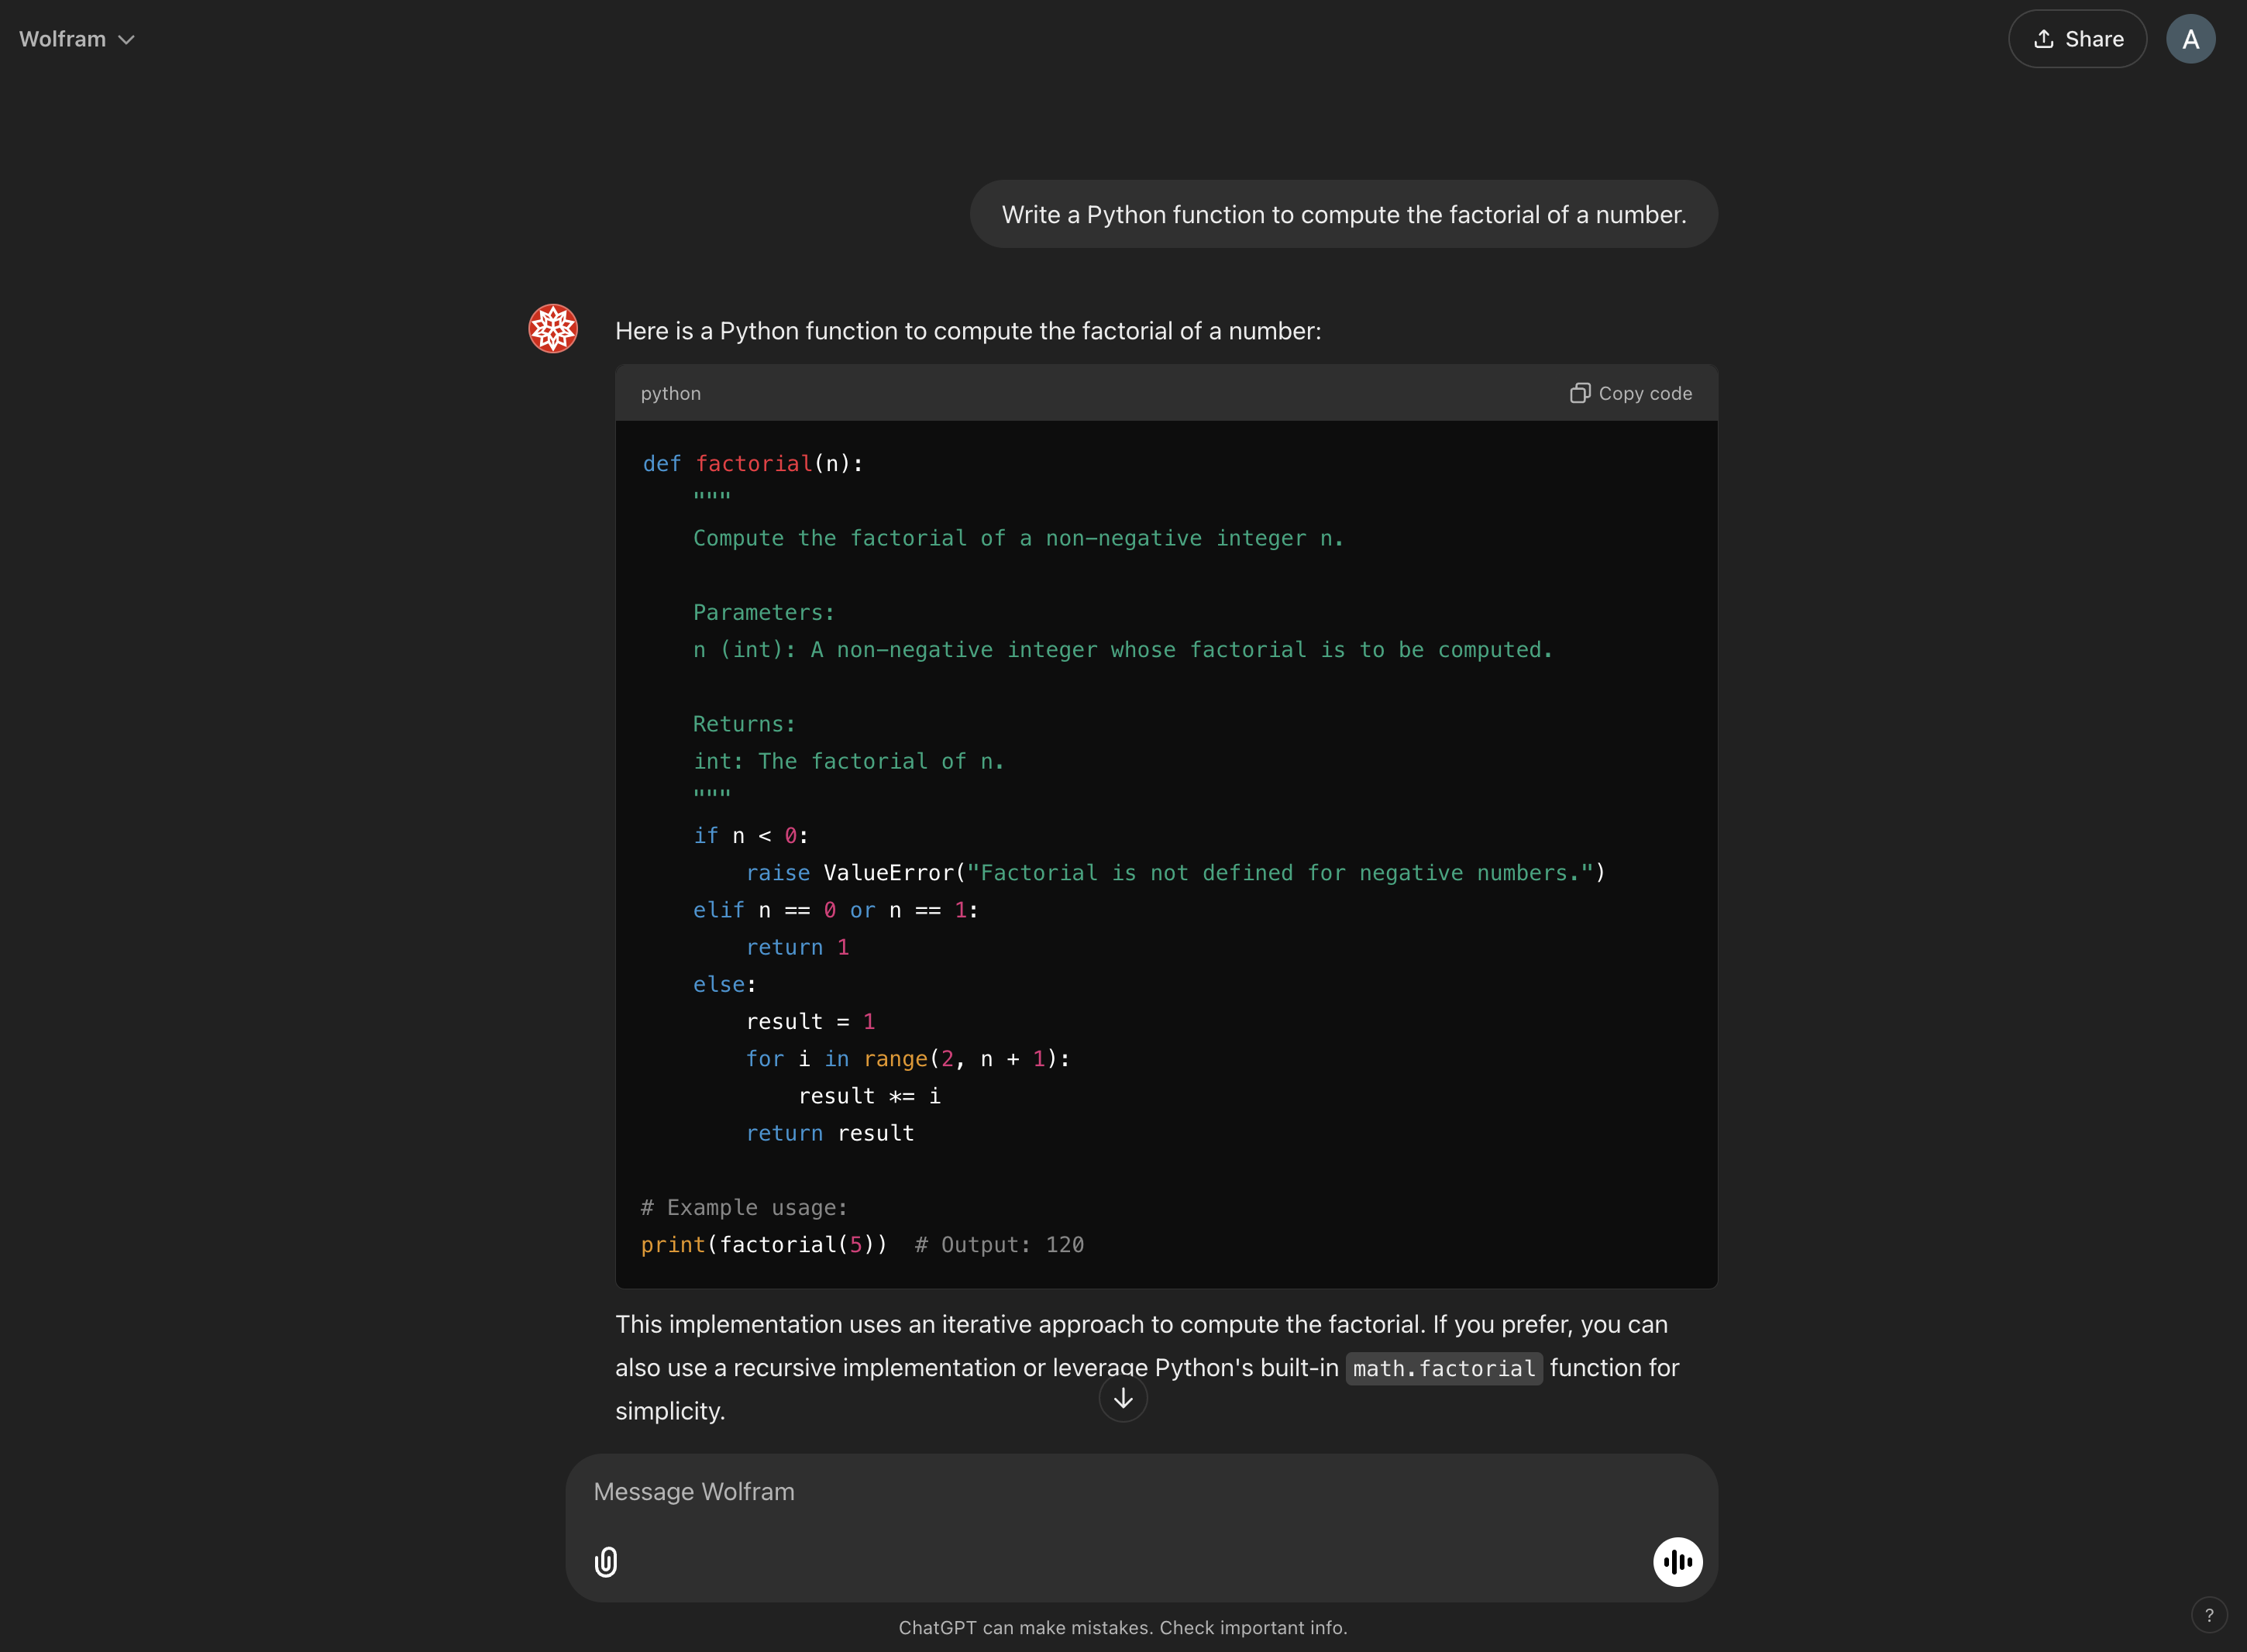 Wolfram
Share
A
Write a Python function to compute the factorial of a number.
Here is a Python function to compute the factorial of a number:
python
Copy code
def factorial(n):
    """
    Compute the factorial of a non-negative integer n.

    Parameters:
    n (int): A non-negative integer whose factorial is to be computed.

    Returns:
    int: The factorial of n.
    """
    if n < 0:
        raise ValueError("Factorial is not defined for negative numbers.")
    elif n == 0 or n == 1:
        return 1
    else:
        result = 1
        for i in range(2, n + 1):
            result *= i
        return result

# Example usage:
print(factorial(5))  # Output: 120
This implementation uses an iterative approach to compute the factorial. If you prefer, you can
also use a recursive implementation or leverage Python's built-in math.factorial function for
simplicity.
Message Wolfram
ChatGPT can make mistakes. Check important info.
?